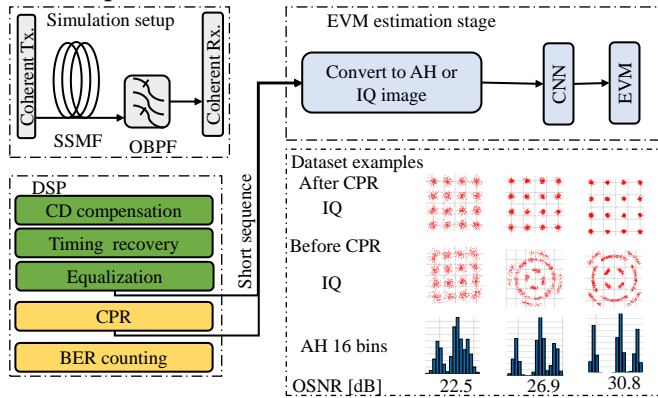 Simulation setup
Coherent Tx.
SSMF
OBPF
Coherent Rx.
EVM estimation stage
Convert to AH or
IQ image
CNN
EVM
DSP
CD compensation
Timing recovery
Equalization
CPR
BER counting
Short sequence
Dataset examples
After CPR
IQ
Before CPR
IQ
AH 16 bins
OSNR [dB] 22.5 26.9 30.8